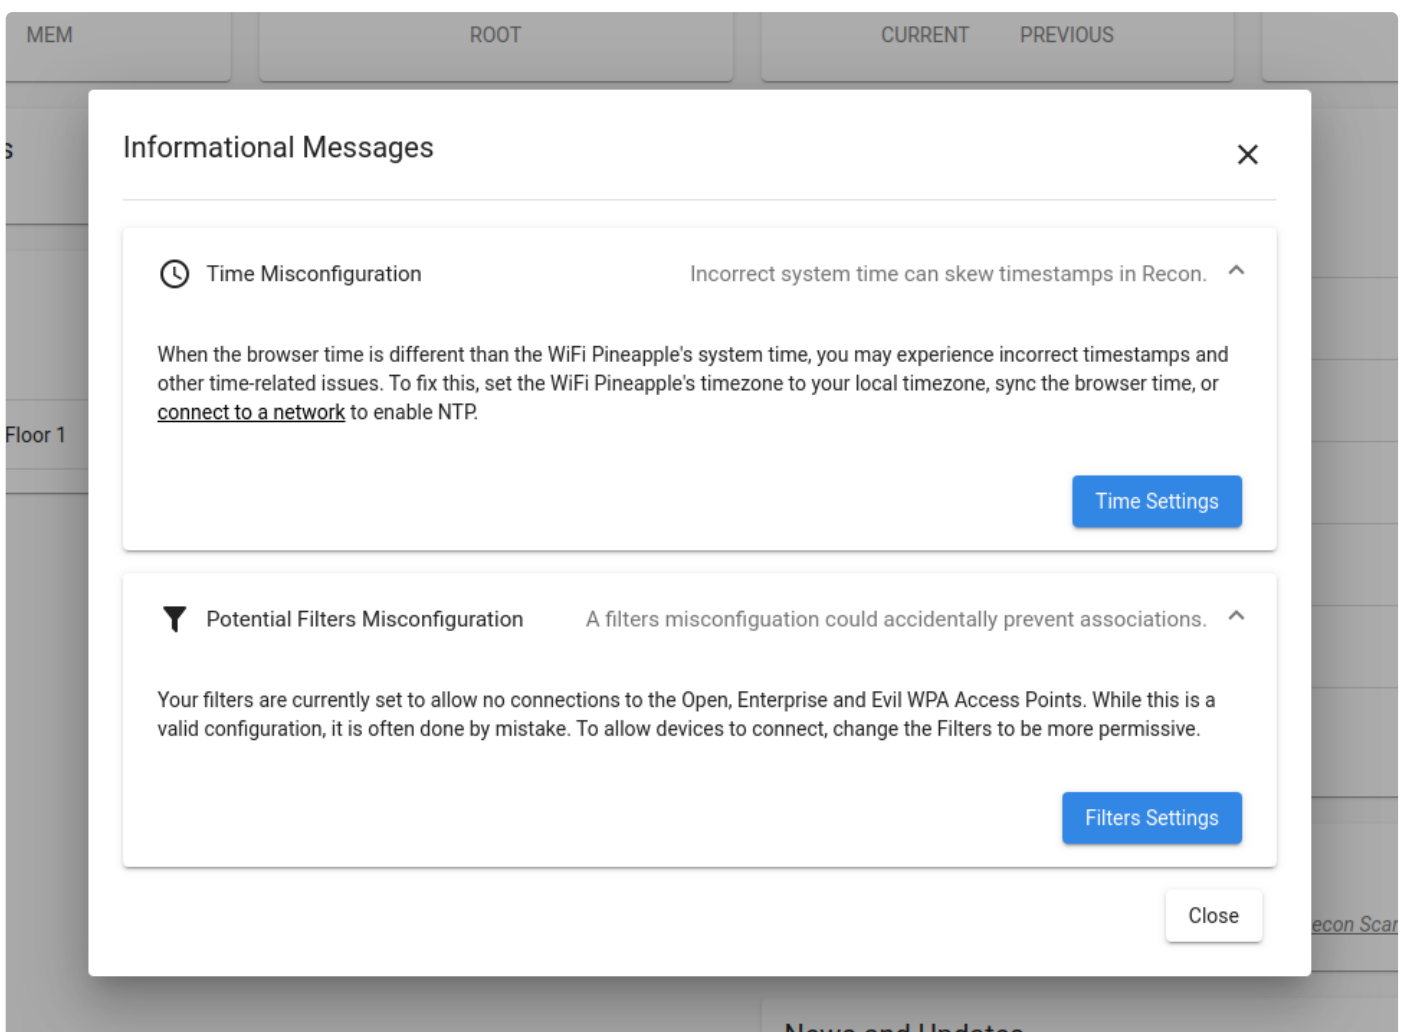 MEM
ROOT
CURRENT PREVIOUS
Informational Messages
Time Misconfiguration
Incorrect system time can skew timestamps in Recon.
When the browser time is different than the WiFi Pineapple's system time, you may experience incorrect timestamps and
other time-related issues. To fix this, set the WiFi Pineapple's timezone to your local timezone, sync the browser time, or
connect to a network to enable NTP.
Floor 1
Time Settings
Potential Filters Misconfiguration
A filters misconfiguation could accidentally prevent associations.
Your filters are currently set to allow no connections to the Open, Enterprise and Evil WPA Access Points. While this is a
valid configuration, it is often done by mistake. To allow devices to connect, change the Filters to be more permissive.
Filters Settings
Close
econ Scan
News and Updates